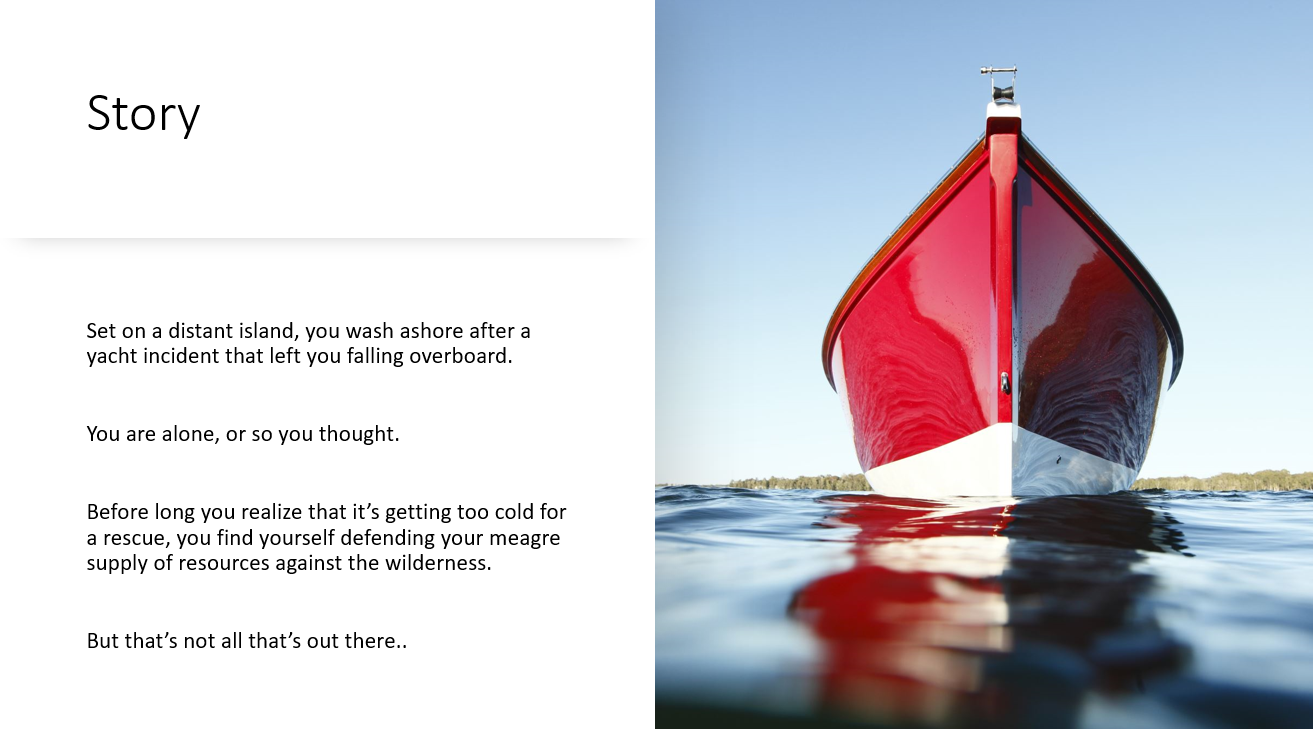 Story
Set on a distant island, you wash ashore after a
yacht incident that left you falling overboard.
You are alone, or so you thought.
Before long you realize that it’s getting too cold for
a rescue, you find yourself defending your meagre
supply of resources against the wilderness.
But that’s not all that’s out there..